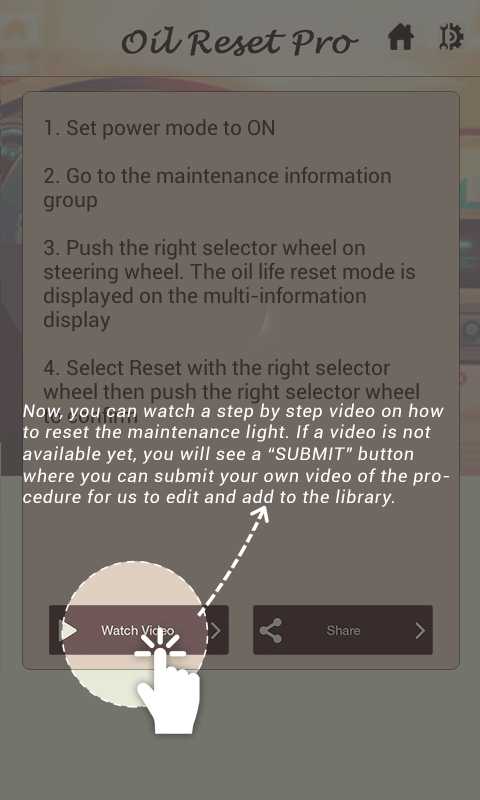 Oil Reset Pro
1. Set power mode to ON
2. Go to the maintenance information
group
3. Push the right selector wheel on
steering wheel. The oil life reset mode is
displayed on the multi-information
display
4. Select Reset with the right selector
wheel then push the right selector wheel
to confirm
Now, you can watch a step by step video on how
to reset the maintenance light. If a video is not
available yet, you will see a “SUBMIT” button
where you can submit your own video of the pro-
cedure for us to edit and add to the library.
Watch Video
Share